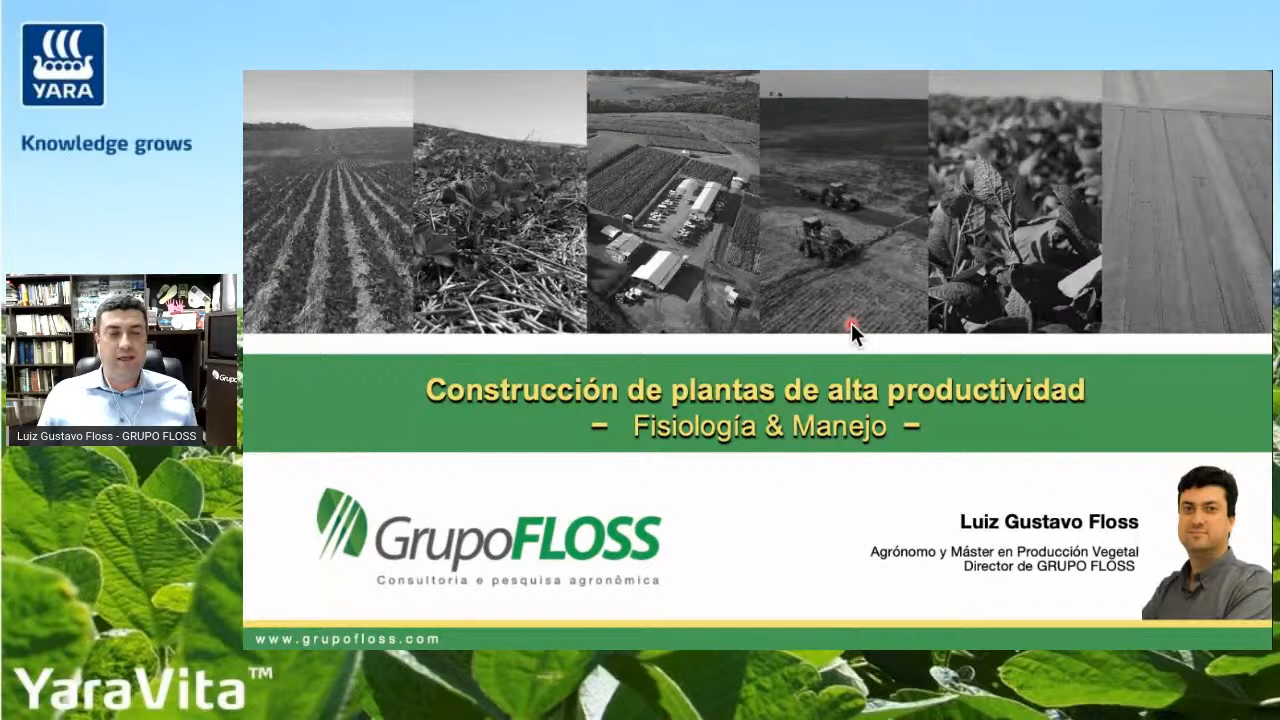 YARA
Knowledge grows
Grupo
Luiz Gustavo Floss - GRUPO FLOSS
Construcción de plantas de alta productividad
– Fisiología & Manejo –
GrupoFLOSS
Consultoria e pesquisa agronômica
Luiz Gustavo Floss
Agrónomo y Máster en Producción Vegetal
Director de GRUPO FLOSS
www.grupofloss.com
YaraVita™